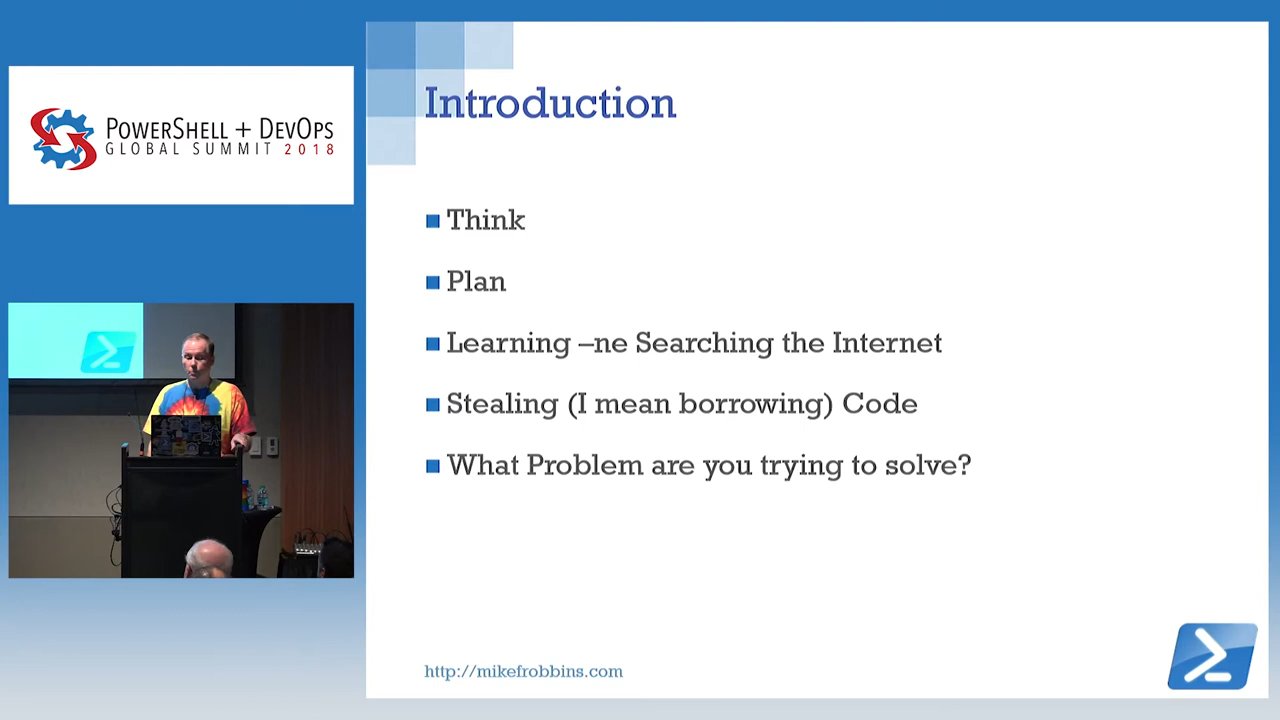 POWERSHELL + DEVOPS
GLOBAL SUMMIT 2018
Introduction
Think
Plan
Learning –ne Searching the Internet
Stealing (I mean borrowing) Code
What Problem are you trying to solve?
http://mikefrobbins.com